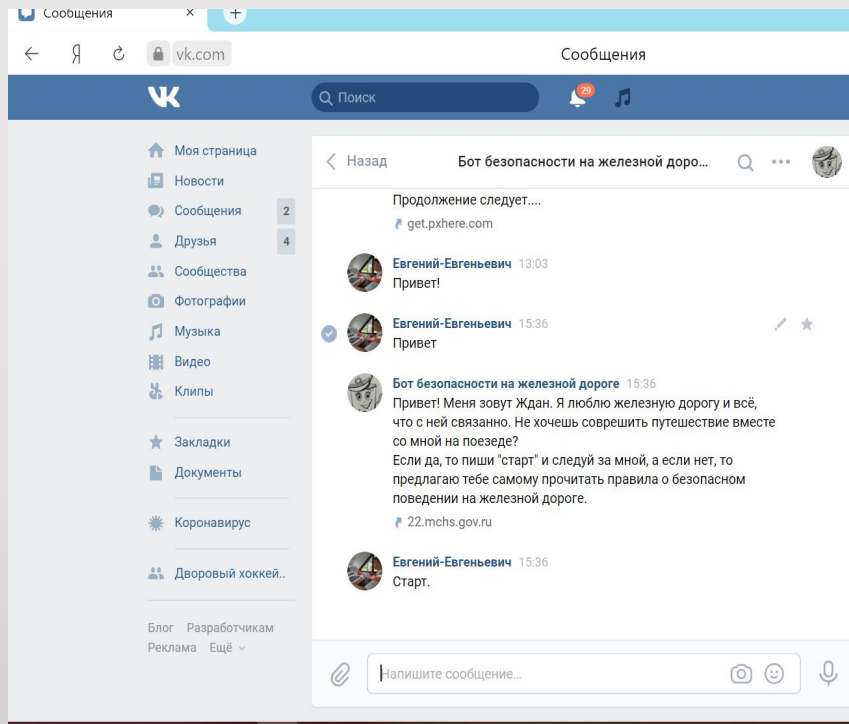 Сообщения
vk.com
Сообщения
Поиск
29
Моя страница
Новости
Сообщения 2
Друзья 4
Сообщества
Фотографии
Музыка
Видео
Клипы
Закладки
Документы
Коронавирус
Дворовый хоккей..
Блог Разработчикам
Реклама Ещё
Назад
Бот безопасности на железной доро...
Продолжение следует....
get.pxhere.com
Евгений-Евгеньевич 13:03
Привет!
Евгений-Евгеньевич 15:36
Привет
Бот безопасности на железной дороге 15:36
Привет! Меня зовут Ждан. Я люблю железную дорогу и всё,
что с ней связанно. Не хочешь соврешить путешествие вместе
со мной на поезеде?
Если да, то пиши "старт" и следуй за мной, а если нет, то
предлагаю тебе самому прочитать правила о безопасном
поведении на железной дороге.
22.mchs.gov.ru
Евгений-Евгеньевич 15:36
Старт.
Напишите сообщение...